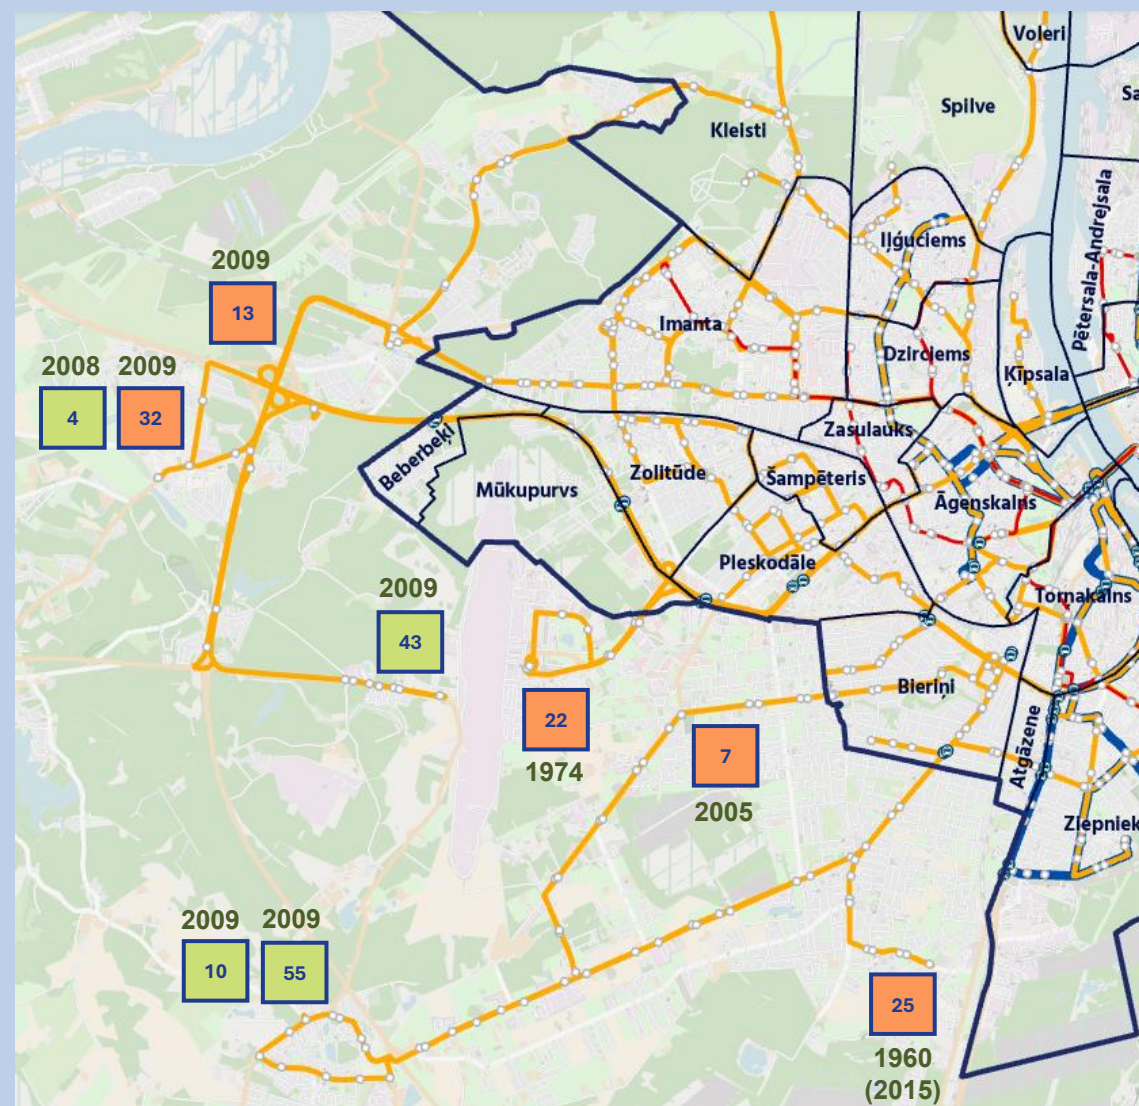 Voleri
Sa
Spilve
Kleisti
Pētersala-Andrejsala
Iļģuciems
2009
13
Imanta
Dzirciems
Ķīpsala
2008
2009
4
32
Zasulauks
Beberbeķi
Zolitūde
Šampēteris
Mūkupurvs
Āgenskalns
Pleskodāle
2009
43
Torņakalns
Bieriņi
22
1974
7
2005
Atgāzene
Ziepniek
2009
2009
10
55
25
1960
(2015)